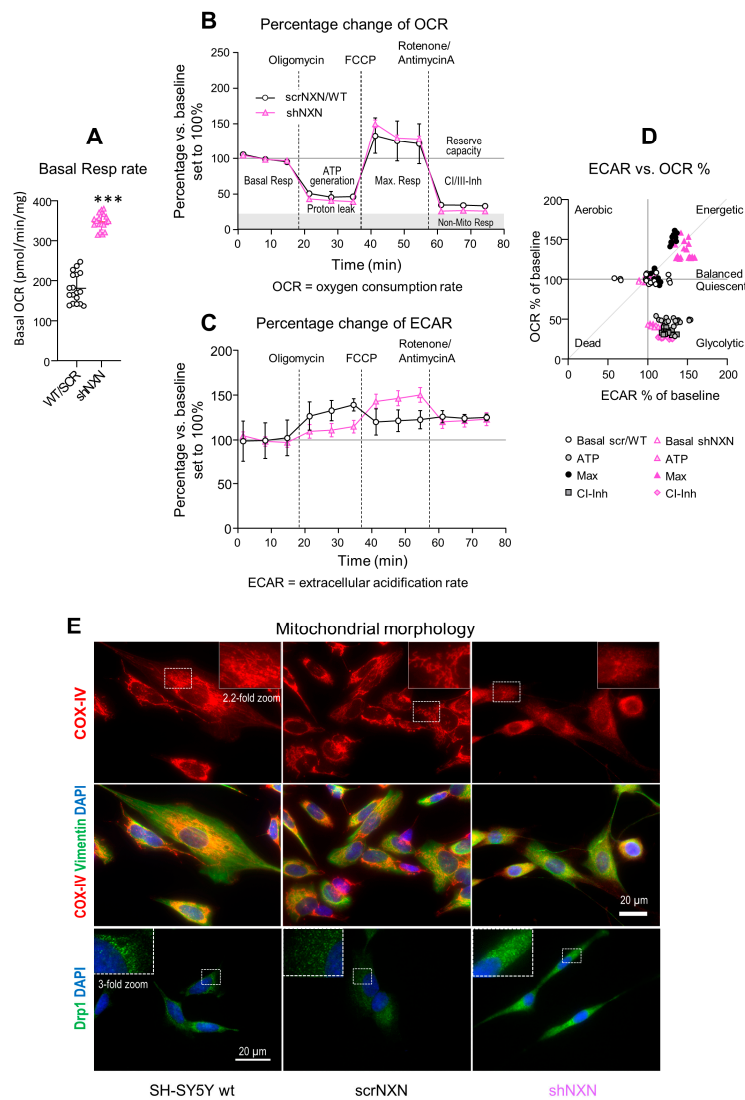 A
Basal Resp rate
Basal OCR (pmol/min/mg)
400
300
200
100
0
***
WT/SCR
shNXN
B
Percentage change of OCR
Oligomycin
FCCP
Rotenone/
AntimycinA
Percentage vs. baseline
set to 100%
250
200
150
100
50
0
scrNXN/WT
shNXN
Basal Resp
ATP
generation
Proton leak
Max. Resp
Reserve
capacity
CI/III-Inh
Non-Mito Resp
0 10 20 30 40 50 60 70 80
Time (min)
OCR = oxygen consumption rate
C
Percentage change of ECAR
Oligomycin
FCCP
Rotenone/
AntimycinA
Percentage vs. baseline
set to 100%
200
150
100
50
0
0 10 20 30 40 50 60 70 80
Time (min)
ECAR = extracellular acidification rate
D
ECAR vs. OCR %
OCR % of baseline
200
150
100
50
0
Aerobic
Energetic
Balanced
Quiescent
Dead
Glycolytic
0 50 100 150 200
ECAR % of baseline
Basal scr/WT
ATP
Max
CI-Inh
Basal shNXN
ATP
Max
CI-Inh
E
Mitochondrial morphology
COX-IV
2.2-fold zoom
COX-IV Vimentin DAPI
20 µm
Drp1 DAPI
3-fold zoom
20 µm
SH-SY5Y wt
scrNXN
shNXN